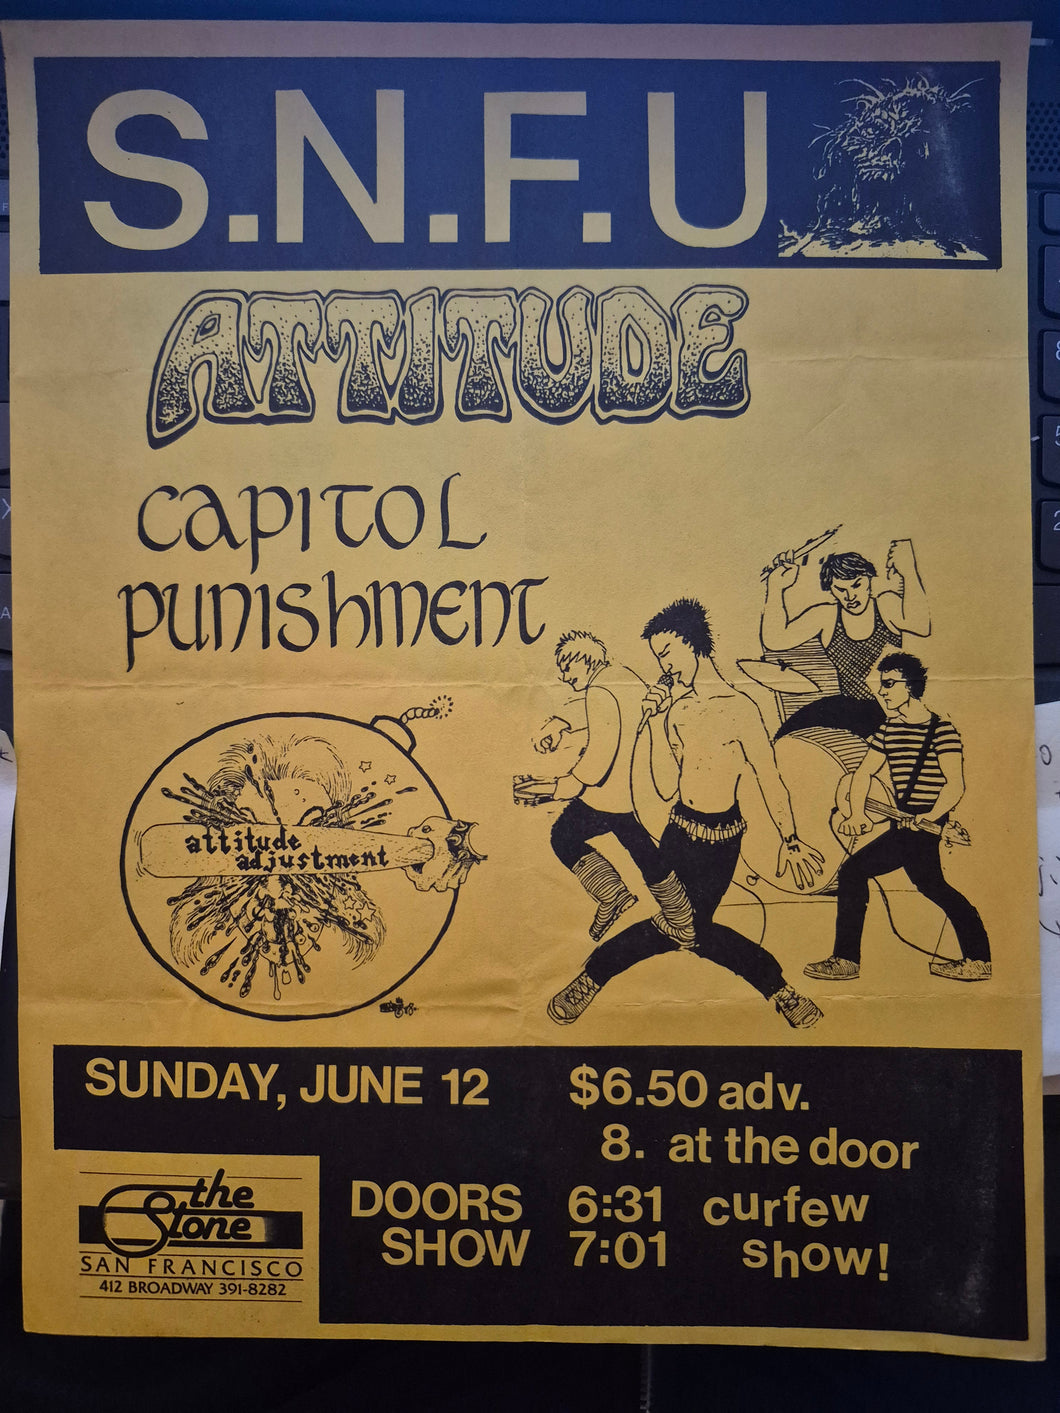 S.N.F.U
ATTITUDE
capitol
punishment
attitude
adjustment
SF
SUNDAY, JUNE 12
$6.50 adv.
8. at the door
DOORS 6:31 curfew
SHOW 7:01 show!
the
Stone
SAN FRANCISCO
412 BROADWAY 391-8282